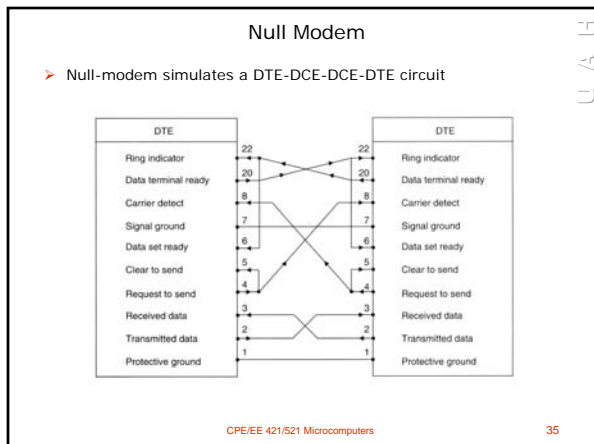 Null Modem
UAH
➢ Null-modem simulates a DTE-DCE-DCE-DTE circuit
DTE
DTE
Ring indicator 22 22 Ring indicator
Data terminal ready 20 20 Data terminal ready
Carrier detect 8 8 Carrier detect
Signal ground 7 7 Signal ground
Data set ready 6 6 Data set ready
Clear to send 5 5 Clear to send
Request to send 4 4 Request to send
Received data 3 3 Received data
Transmitted data 2 2 Transmitted data
Protective ground 1 1 Protective ground
CPE/EE 421/521 Microcomputers
35